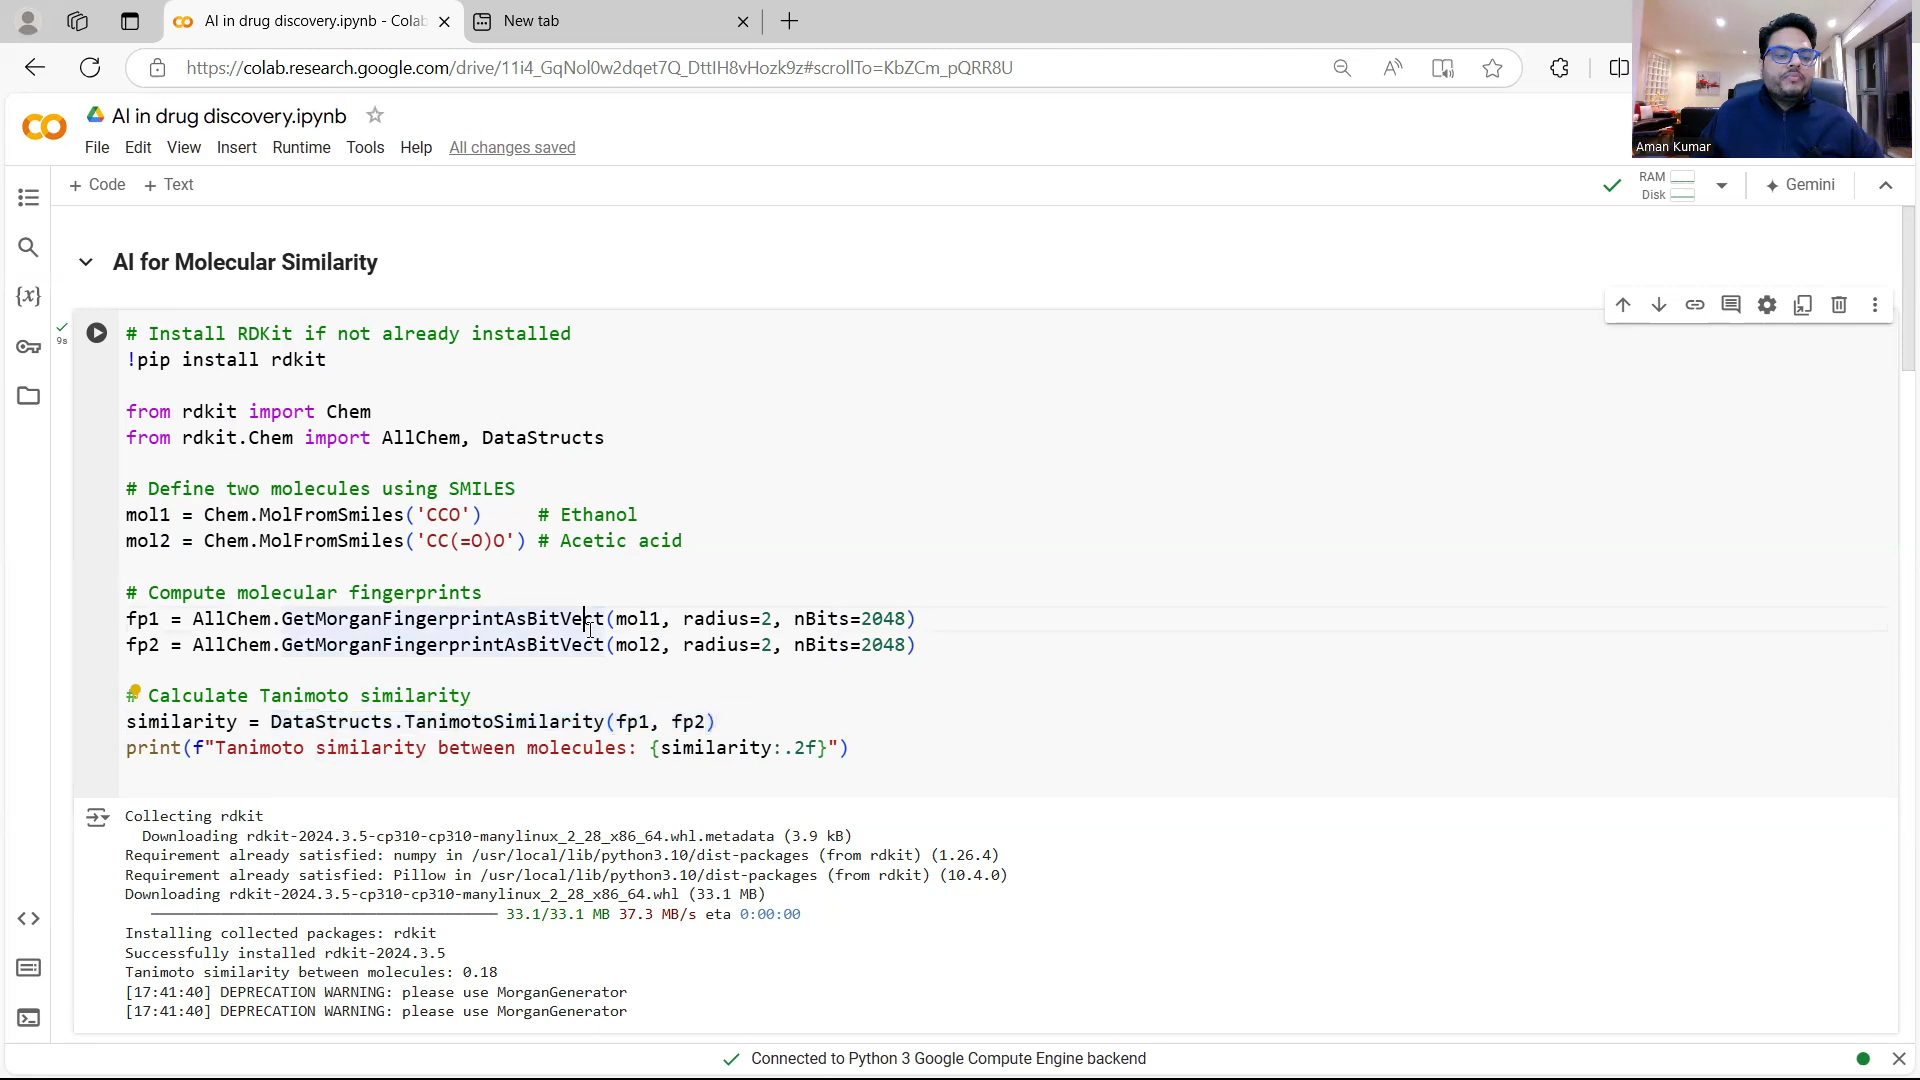 AI in drug discovery.ipynb - Colab
New tab
https://colab.research.google.com/drive/11i4_GqNol0w2dqet7Q_DttIH8vHozk9z#scrollTo=KbZCm_pQRR8U
Aman Kumar
CO
AI in drug discovery.ipynb
File Edit View Insert Runtime Tools Help All changes saved
+ Code + Text
RAM
Disk
Gemini
AI for Molecular Similarity
9s
# Install RDKit if not already installed
!pip install rdkit
from rdkit import Chem
from rdkit.Chem import AllChem, DataStructs
# Define two molecules using SMILES
mol1 = Chem.MolFromSmiles('CCO')     # Ethanol
mol2 = Chem.MolFromSmiles('CC(=O)O') # Acetic acid
# Compute molecular fingerprints
fp1 = AllChem.GetMorganFingerprintAsBitVect(mol1, radius=2, nBits=2048)
fp2 = AllChem.GetMorganFingerprintAsBitVect(mol2, radius=2, nBits=2048)
# Calculate Tanimoto similarity
similarity = DataStructs.TanimotoSimilarity(fp1, fp2)
print(f"Tanimoto similarity between molecules: {similarity:.2f}")
Collecting rdkit
  Downloading rdkit-2024.3.5-cp310-cp310-manylinux_2_28_x86_64.whl.metadata (3.9 kB)
Requirement already satisfied: numpy in /usr/local/lib/python3.10/dist-packages (from rdkit) (1.26.4)
Requirement already satisfied: Pillow in /usr/local/lib/python3.10/dist-packages (from rdkit) (10.4.0)
Downloading rdkit-2024.3.5-cp310-cp310-manylinux_2_28_x86_64.whl (33.1 MB)
33.1/33.1 MB 37.3 MB/s eta 0:00:00
Installing collected packages: rdkit
Successfully installed rdkit-2024.3.5
Tanimoto similarity between molecules: 0.18
[17:41:40] DEPRECATION WARNING: please use MorganGenerator
[17:41:40] DEPRECATION WARNING: please use MorganGenerator
Connected to Python 3 Google Compute Engine backend